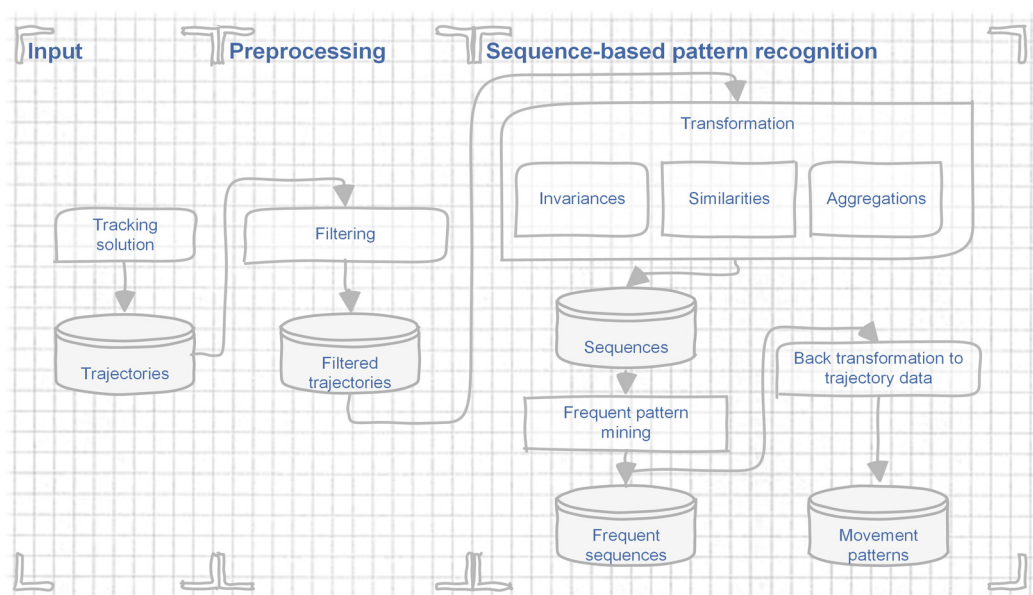 Input
Preprocessing
Sequence-based pattern recognition
Transformation
Invariances
Similarities
Aggregations
Tracking
solution
Filtering
Trajectories
Filtered
trajectories
Sequences
Back transformation to
trajectory data
Frequent pattern
mining
Frequent
sequences
Movement
patterns